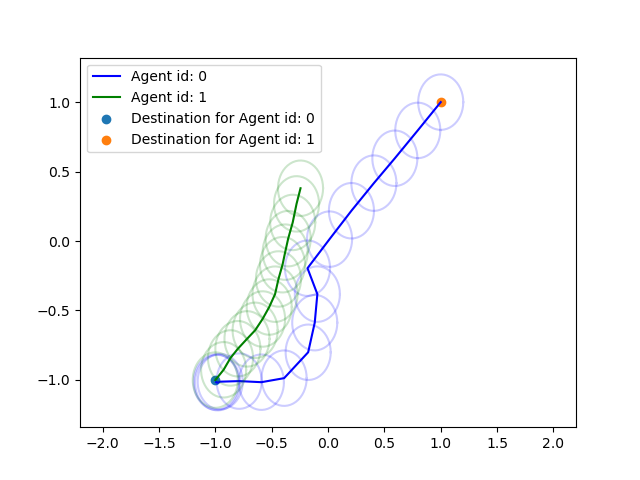 Agent id: 0
Agent id: 1
Destination for Agent id: 0
Destination for Agent id: 1
1.0
0.5
0.0
−0.5
−1.0
−2.0 −1.5 −1.0 −0.5 0.0 0.5 1.0 1.5 2.0